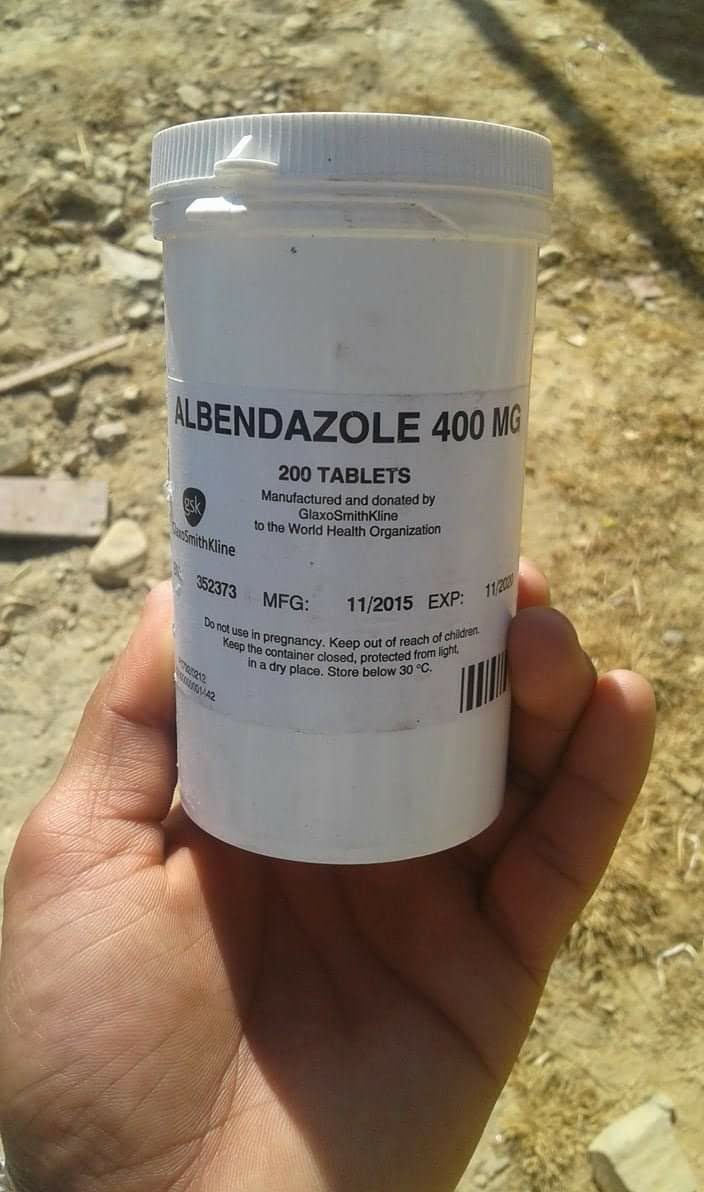 ALBENDAZOLE 400 MG
200 TABLETS
Manufactured and donated by
GlaxoSmithKline
to the World Health Organization
gsk
GlaxoSmithKline
352373 MFG: 11/2015 EXP: 11/2020
Do not use in pregnancy. Keep out of reach of children.
Keep the container closed, protected from light,
in a dry place. Store below 30 °C.